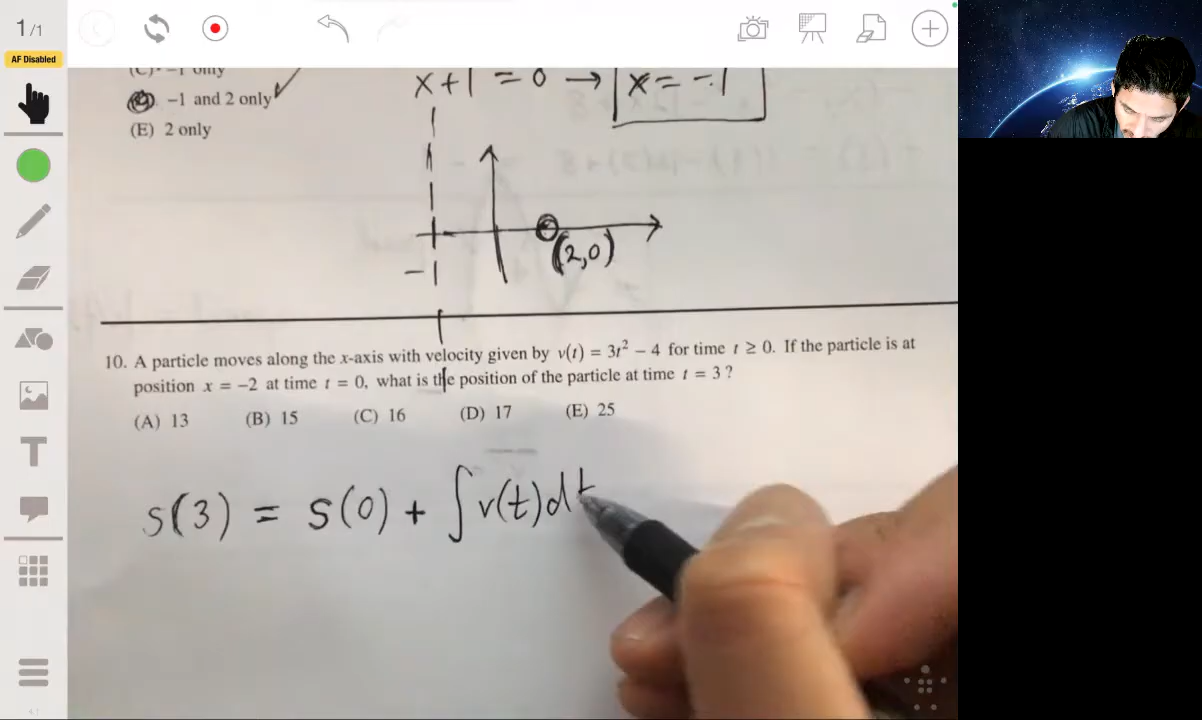 1/1
AF Disabled
(C) -1 only
x+1 = 0 → x = -1
-1 and 2 only
(E) 2 only
(2,0)
-1
10. A particle moves along the x-axis with velocity given by v(t) = 3t² − 4 for time t ≥ 0. If the particle is at
position x = −2 at time t = 0, what is the position of the particle at time t = 3 ?
(A) 13 (B) 15 (C) 16 (D) 17 (E) 25
s(3) = s(0) + ∫v(t)dt
T